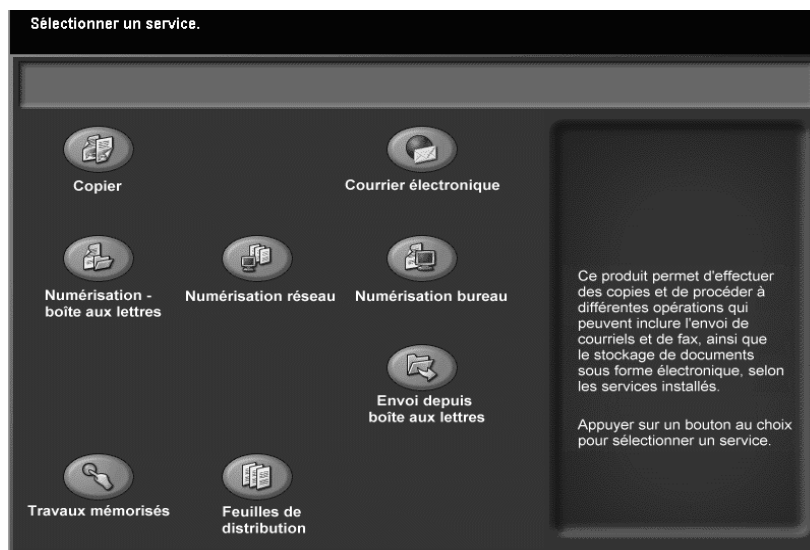 Sélectionner un service.
Copier
Courrier électronique
Numérisation -
boîte aux lettres
Numérisation réseau
Numérisation bureau
Envoi depuis
boîte aux lettres
Travaux mémorisés
Feuilles de
distribution
Ce produit permet d'effectuer
des copies et de procéder à
différentes opérations qui
peuvent inclure l'envoi de
courriels et de fax, ainsi que
le stockage de documents
sous forme électronique, selon
les services installés.
Appuyer sur un bouton au choix
pour sélectionner un service.